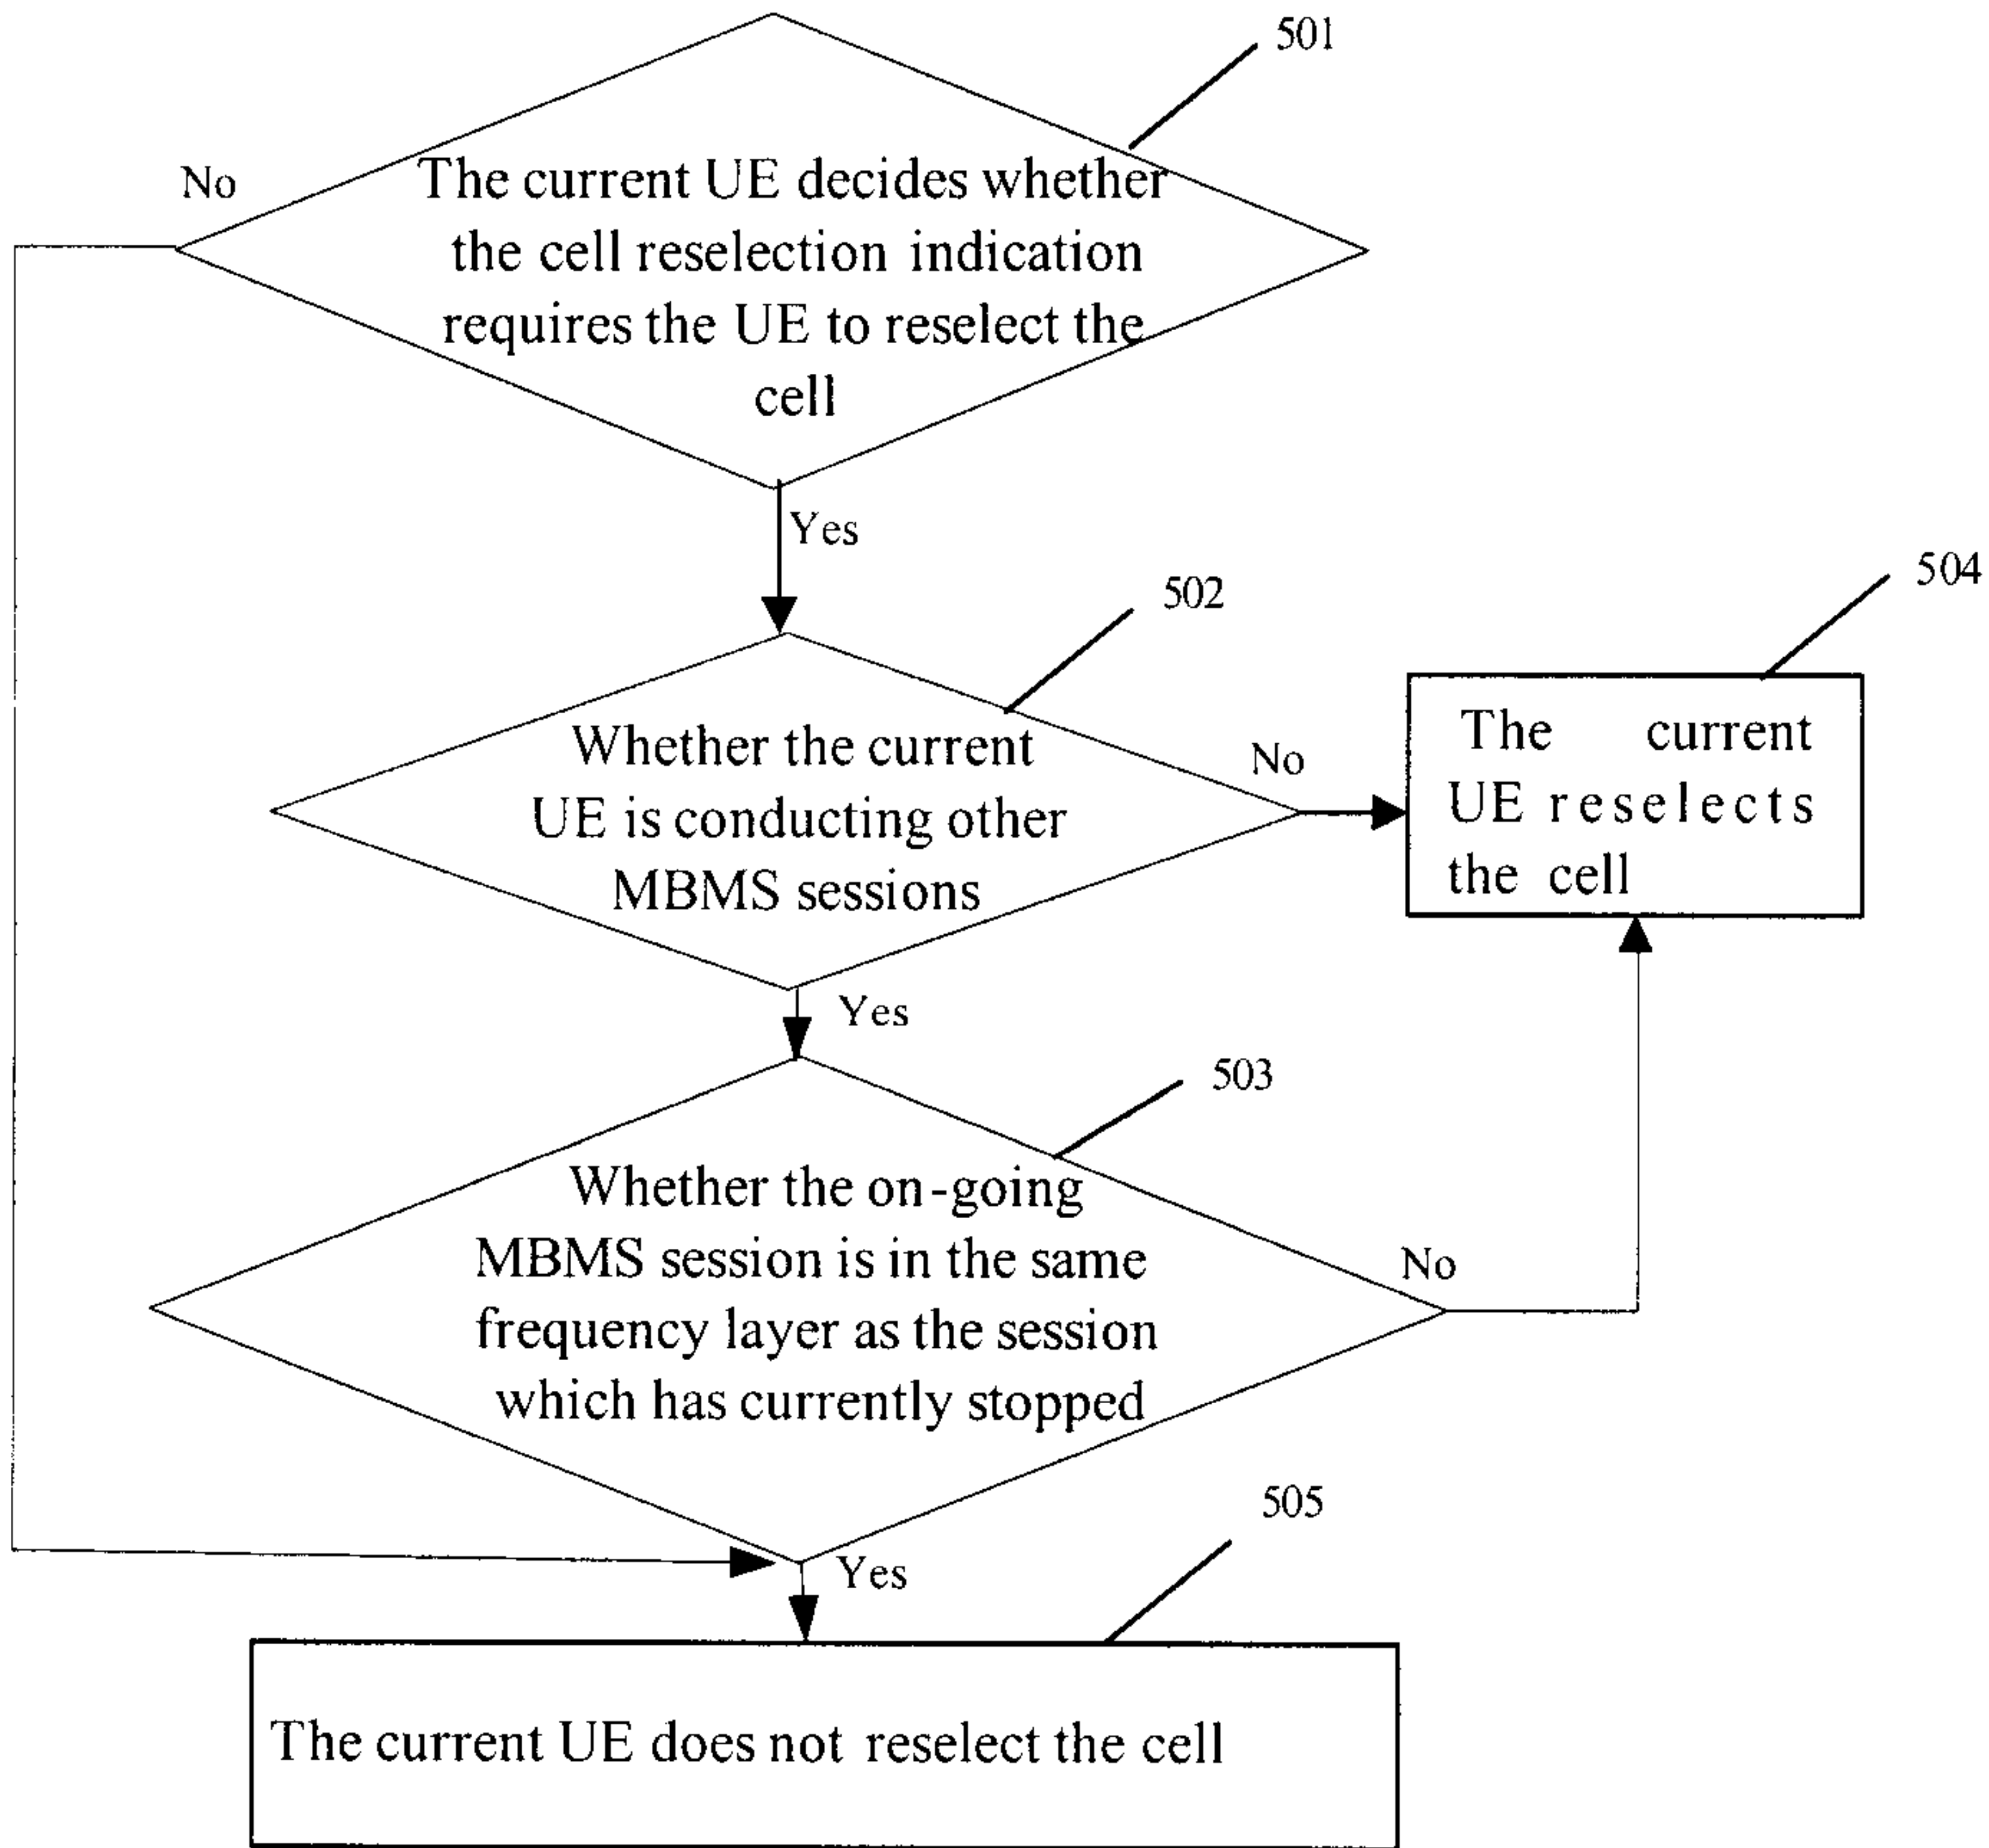 501
No
The current UE decides whether
the cell reselection indication
requires the UE to reselect the
cell
Yes
502
504
Whether the current
UE is conducting other
MBMS sessions
No
The current
UE reselects
the cell
Yes
503
Whether the on-going
MBMS session is in the same
frequency layer as the session
which has currently stopped
No
505
Yes
The current UE does not reselect the cell